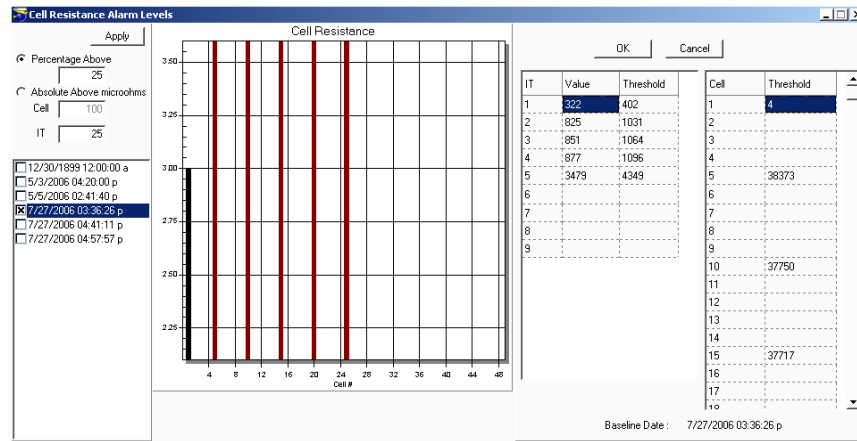 Cell Resistance Alarm Levels
Apply
Percentage Above
25
Absolute Above microohms
Cell 100
IT 25
12/30/1899 12:00:00 a
5/3/2006 04:20:00 p
5/5/2006 02:41:40 p
7/27/2006 03:36:26 p
7/27/2006 04:41:11 p
7/27/2006 04:57:57 p
Cell Resistance
3.50
3.25
3.00
2.75
2.50
2.25
4 8 12 16 20 24 28 32 36 40 44 48
Cell #
OK Cancel
IT Value Threshold
1 322 402
2 825 1031
3 851 1064
4 877 1096
5 3479 4349
6
7
8
9
Cell Threshold
1 4
2
3
4
5 38373
6
7
8
9
10 37750
11
12
13
14
15 37717
16
17
18
Baseline Date : 7/27/2006 03:36:26 p